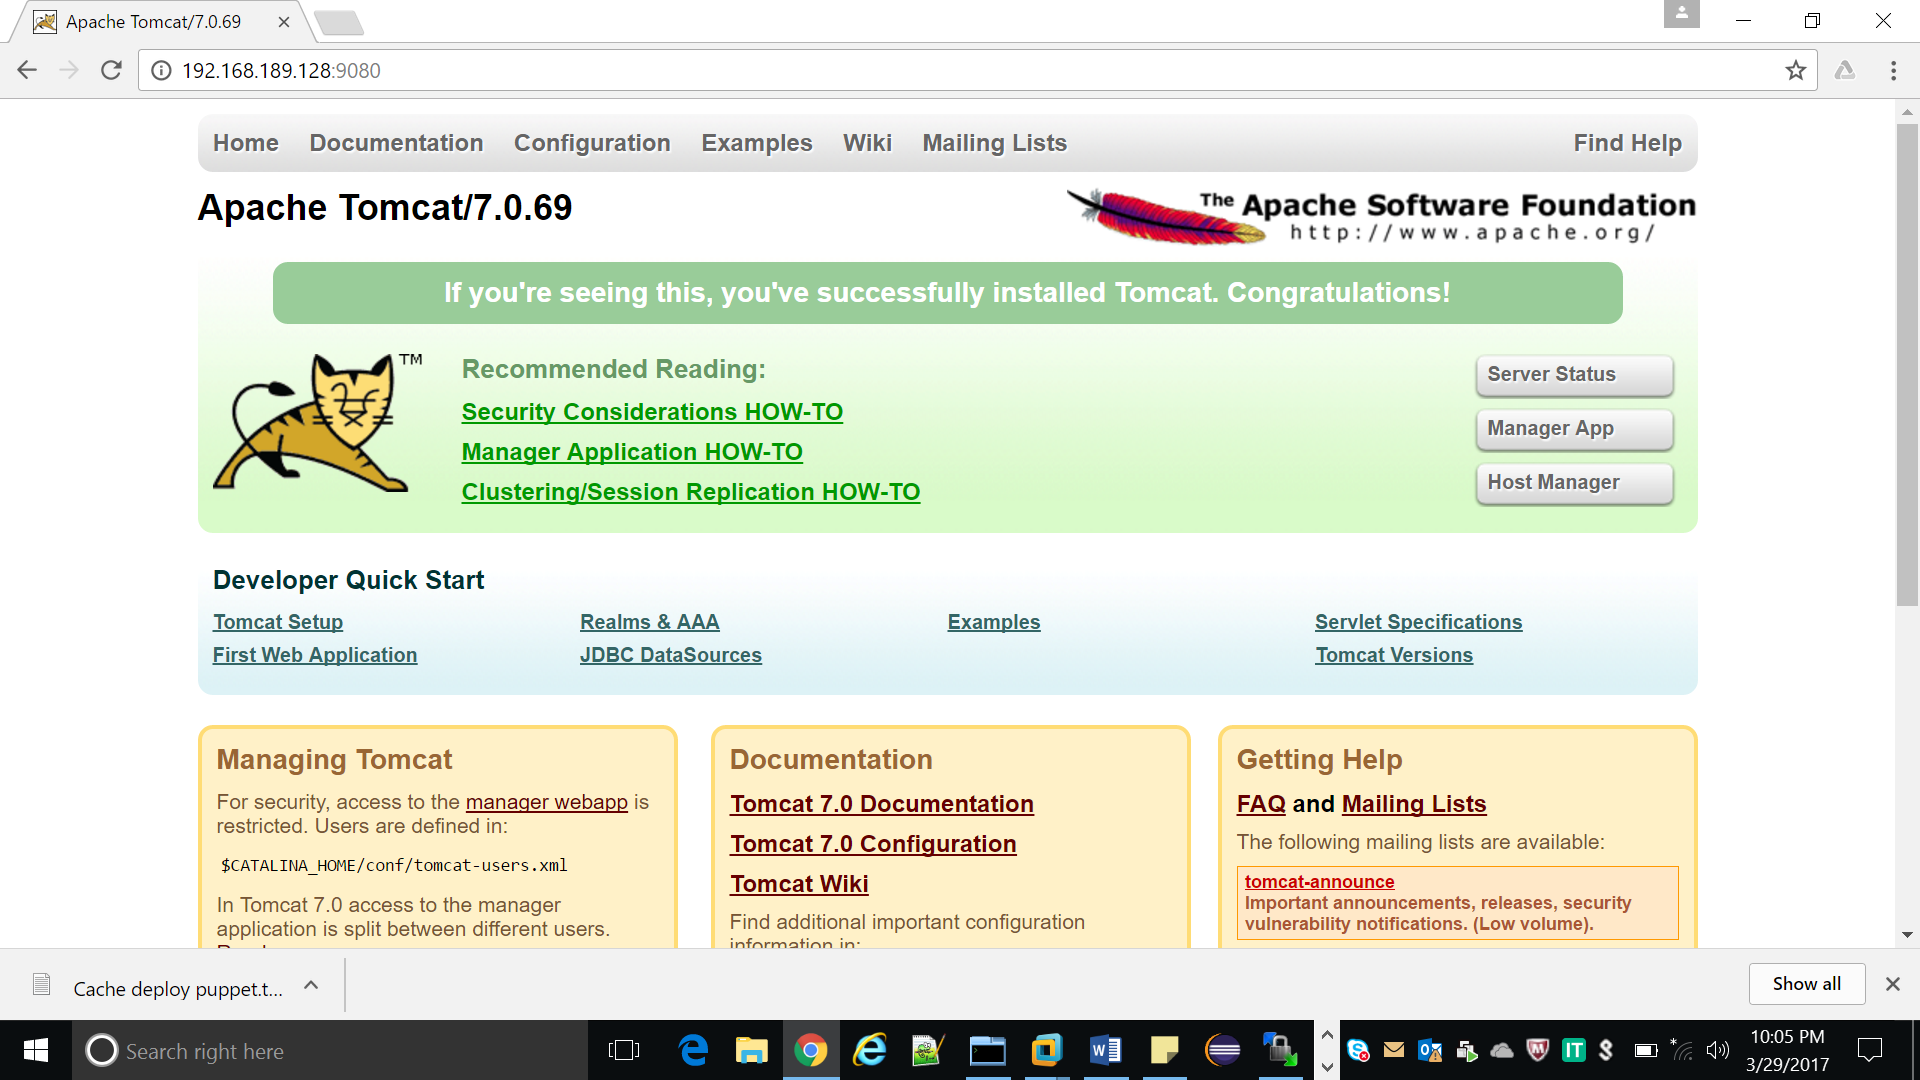 Apache Tomcat/7.0.69
192.168.189.128:9080
Home Documentation Configuration Examples Wiki Mailing Lists Find Help
Apache Tomcat/7.0.69
The Apache Software Foundation
http://www.apache.org/
If you're seeing this, you've successfully installed Tomcat. Congratulations!
TM
Recommended Reading:
Security Considerations HOW-TO
Manager Application HOW-TO
Clustering/Session Replication HOW-TO
Server Status
Manager App
Host Manager
Developer Quick Start
Tomcat Setup
First Web Application
Realms & AAA
JDBC DataSources
Examples
Servlet Specifications
Tomcat Versions
Managing Tomcat
For security, access to the manager webapp is
restricted. Users are defined in:
$CATALINA_HOME/conf/tomcat-users.xml
In Tomcat 7.0 access to the manager
application is split between different users.
Documentation
Tomcat 7.0 Documentation
Tomcat 7.0 Configuration
Tomcat Wiki
Find additional important configuration
information in:
Getting Help
FAQ and Mailing Lists
The following mailing lists are available:
tomcat-announce
Important announcements, releases, security
vulnerability notifications. (Low volume).
Cache deploy puppet.t...
Show all
Search right here
IT
10:05 PM
3/29/2017